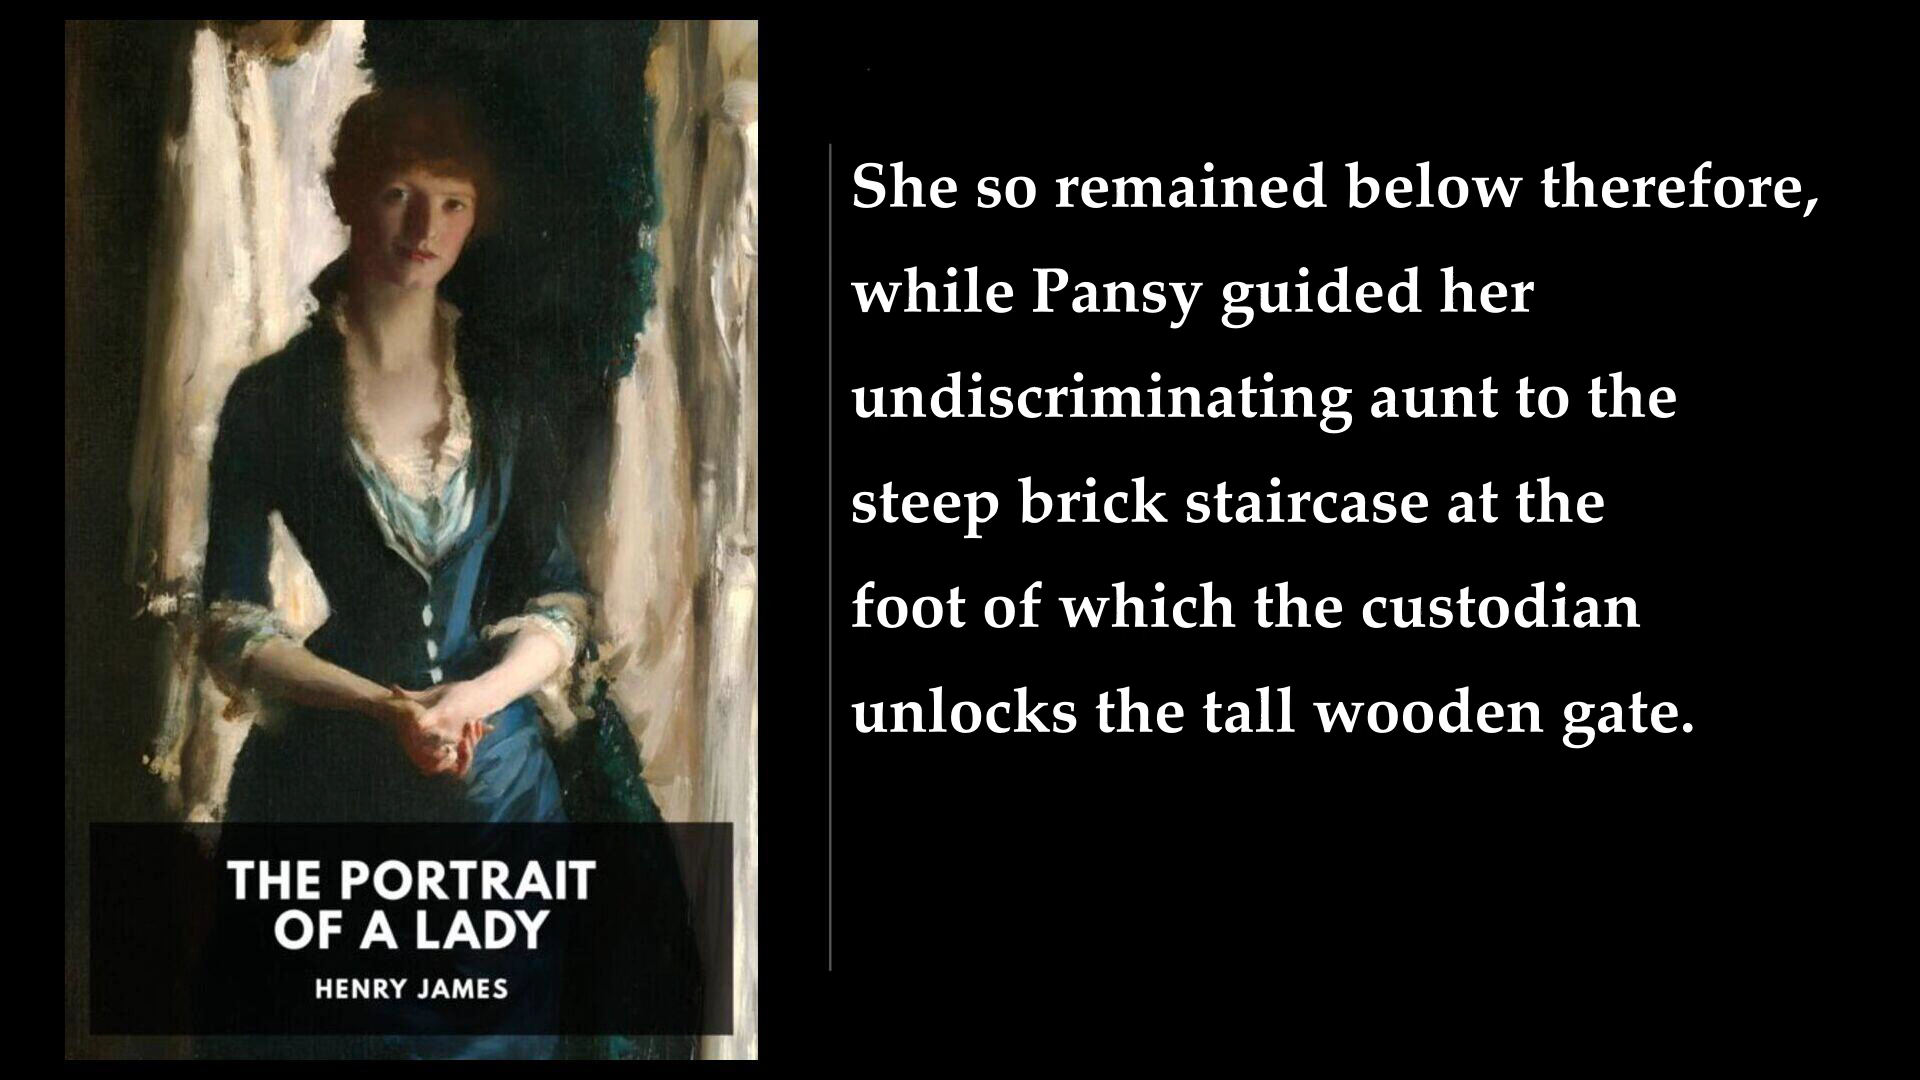 She so remained below therefore,
while Pansy guided her
undiscriminating aunt to the
steep brick staircase at the
foot of which the custodian
unlocks the tall wooden gate.
THE PORTRAIT
OF A LADY
HENRY JAMES